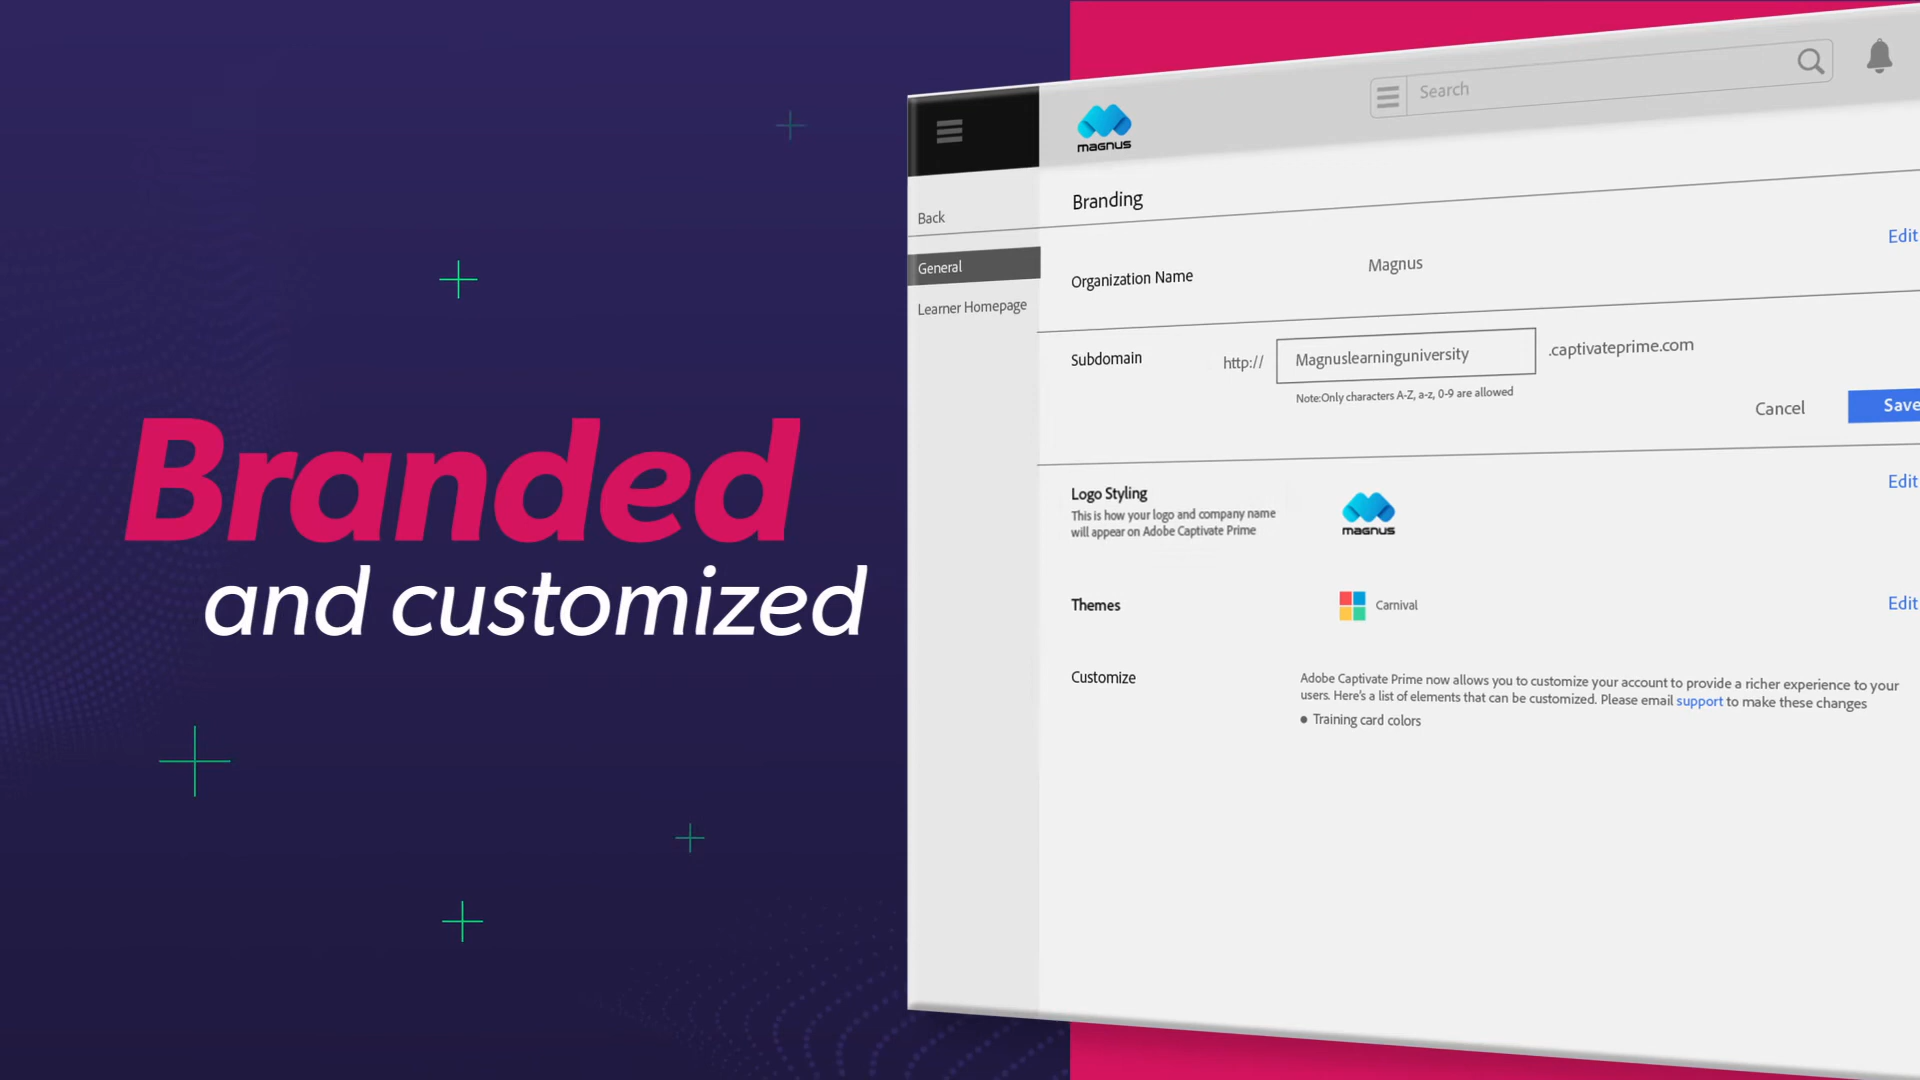 Branded
and customized
magnus
Search
Back
General
Learner Homepage
Branding
Organization Name
Magnus
Edit
Subdomain
http://
Magnuslearninguniversity
.captivateprime.com
Note:Only characters A-Z, a-z, 0-9 are allowed
Cancel
Save
Logo Styling
This is how your logo and company name
will appear on Adobe Captivate Prime
magnus
Edit
Themes
Carnival
Edit
Customize
Adobe Captivate Prime now allows you to customize your account to provide a richer experience to your
users. Here's a list of elements that can be customized. Please email support to make these changes
• Training card colors